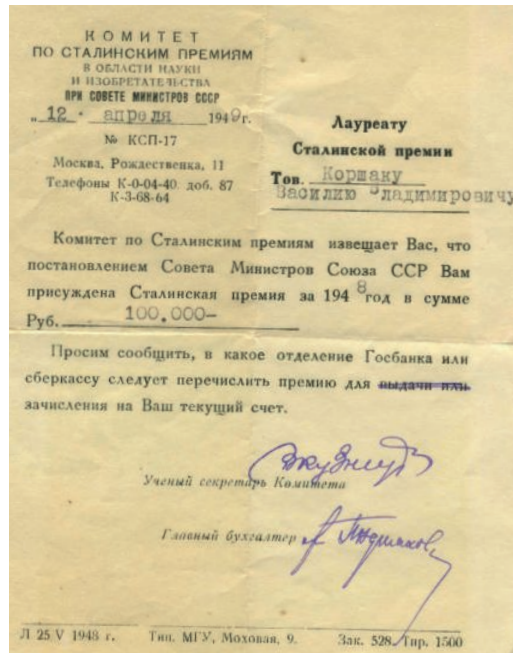 КОМИТЕТ
ПО СТАЛИНСКИМ ПРЕМИЯМ
В ОБЛАСТИ НАУКИ
И ИЗОБРЕТАТЕЛЬСТВА
ПРИ СОВЕТЕ МИНИСТРОВ СССР
„12 · апреля 1949г.
№ КСП-17
Москва, Рождественка, 11
Телефоны К-0-04-40. доб. 87
К-3-68-64
Лауреату
Сталинской премии
Тов. Коршаку
Василию Владимировичу
Комитет по Сталинским премиям извещает Вас, что
постановлением Совета Министров Союза ССР Вам
присуждена Сталинская премия за 1948 год в сумме
Руб. 100.000-
Просим сообщить, в какое отделение Госбанка или
сберкассу следует перечислить премию для выдачи или
зачисления на Ваш текущий счет.
Ученый секретарь Комитета
Главный бухгалтер
Л 25 V 1948 г. Тип. МГУ, Моховая, 9. Зак. 528. Тир. 1500